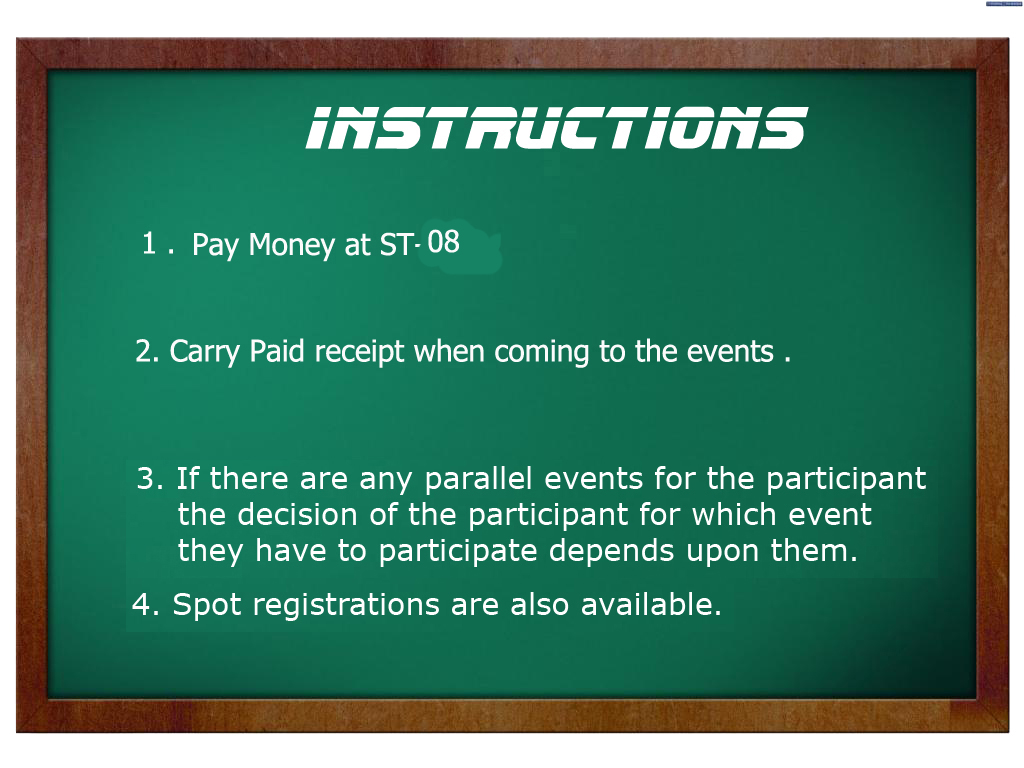 INSTRUCTIONS
1 . Pay Money at ST- 08
2. Carry Paid receipt when coming to the events .
3. If there are any parallel events for the participant
the decision of the participant for which event
they have to participate depends upon them.
4. Spot registrations are also available.